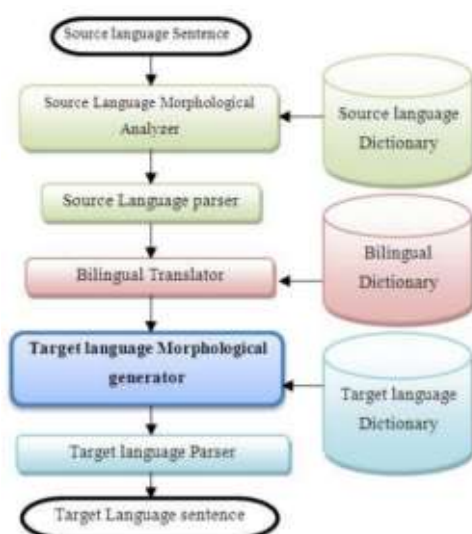 Source language Sentence
Source Language Morphological
Analyzer
Source language
Dictionary
Source Language parser
Bilingual Translator
Bilingual
Dictionary
Target language Morphological
generator
Target language
Dictionary
Target language Parser
Target Language sentence